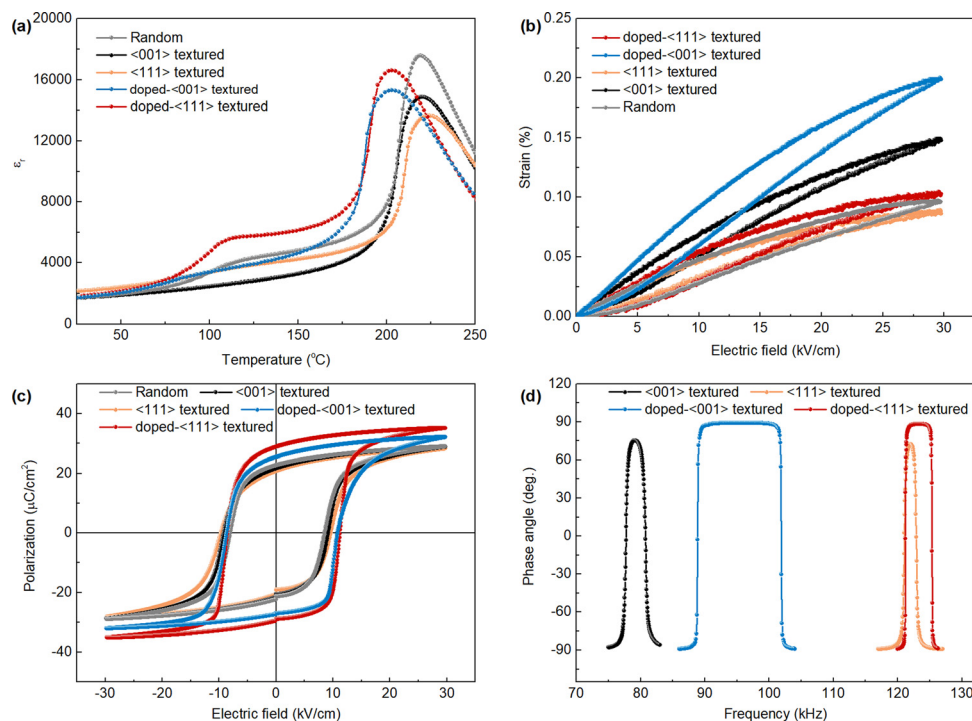 (a)
20000
16000
12000
8000
4000
0
εr
Random
<001> textured
<111> textured
doped-<001> textured
doped-<111> textured
50
100
150
200
250
Temperature (°C)
(b)
0.25
0.20
0.15
0.10
0.05
0.00
Strain (%)
doped-<111> textured
doped-<001> textured
<111> textured
<001> textured
Random
0
5
10
15
20
25
30
Electric field (kV/cm)
(c)
40
20
0
-20
-40
Polarization (μC/cm²)
Random
<001> textured
<111> textured
doped-<001> textured
doped-<111> textured
-30
-20
-10
0
10
20
30
Electric field (kV/cm)
(d)
120
90
60
30
0
-30
-60
-90
Phase angle (deg.)
<001> textured
<111> textured
doped-<001> textured
doped-<111> textured
70
80
90
100
110
120
130
Frequency (kHz)